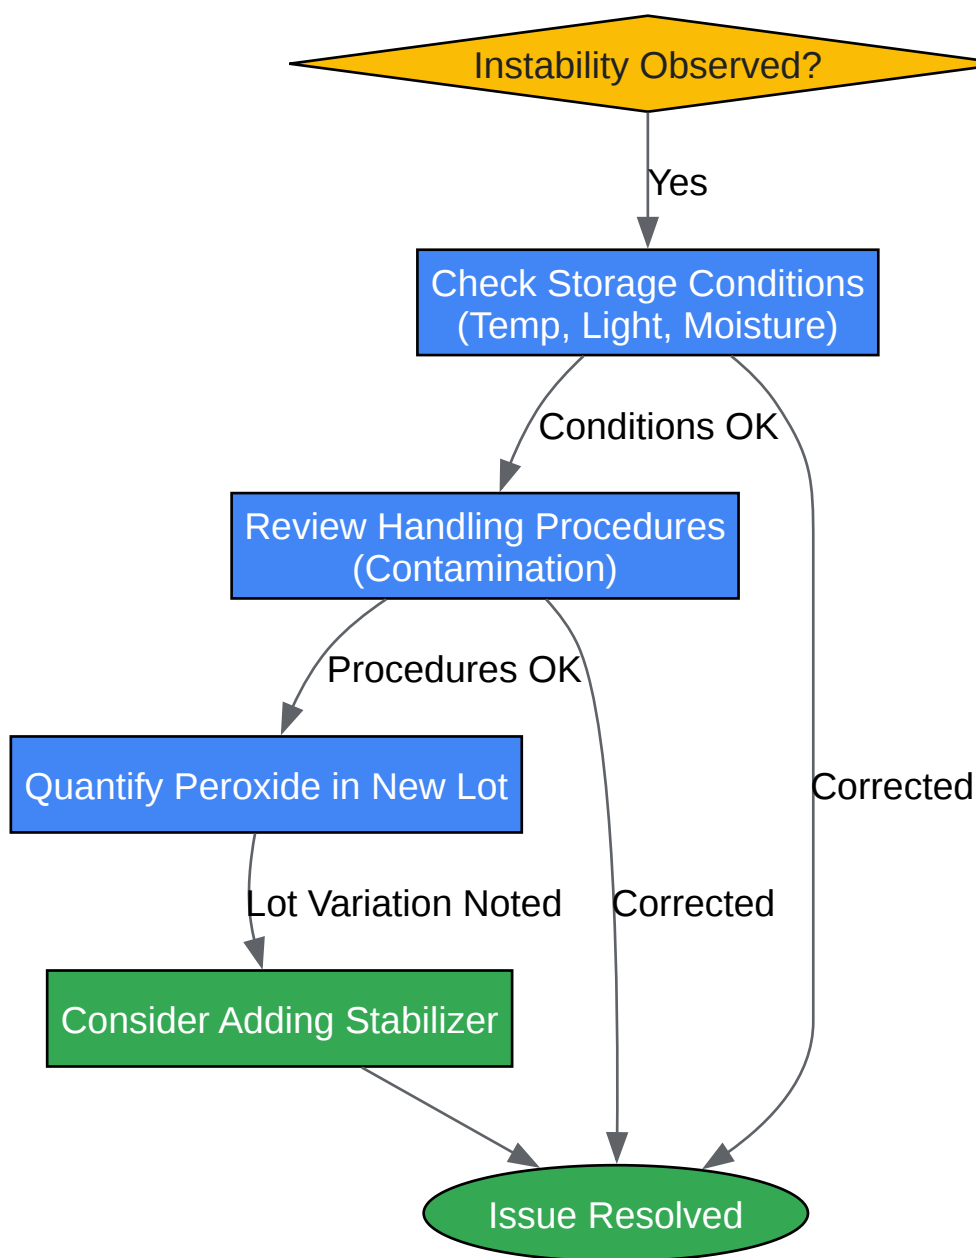 Instability Observed?
Yes
Check Storage Conditions
(Temp, Light, Moisture)
Conditions OK
Review Handling Procedures
(Contamination)
Procedures OK
Quantify Peroxide in New Lot
Corrected
Lot Variation Noted
Corrected
Consider Adding Stabilizer
Issue Resolved